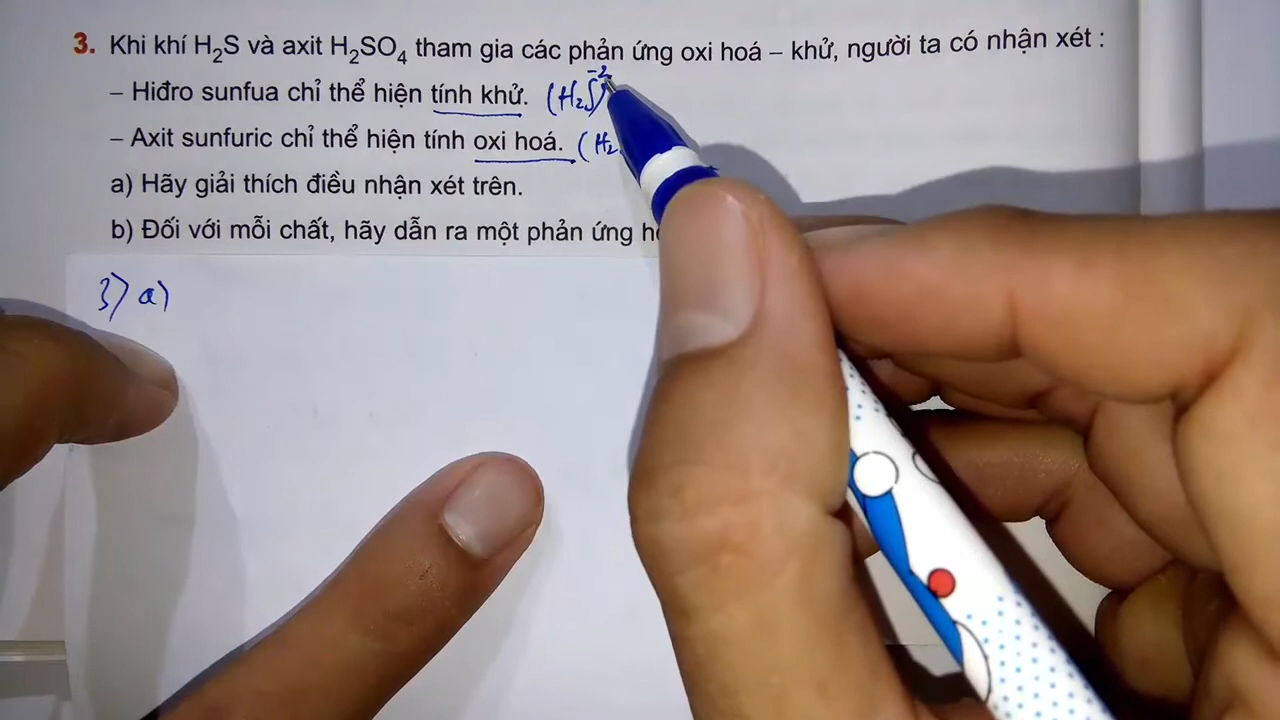 3. Khi khí H₂S và axit H₂SO₄ tham gia các phản ứng oxi hoá – khử, người ta có nhận xét :
– Hiđro sunfua chỉ thể hiện tính khử. (H₂S)⁻²
– Axit sunfuric chỉ thể hiện tính oxi hoá. (H₂
a) Hãy giải thích điều nhận xét trên.
b) Đối với mỗi chất, hãy dẫn ra một phản ứng
3) a)